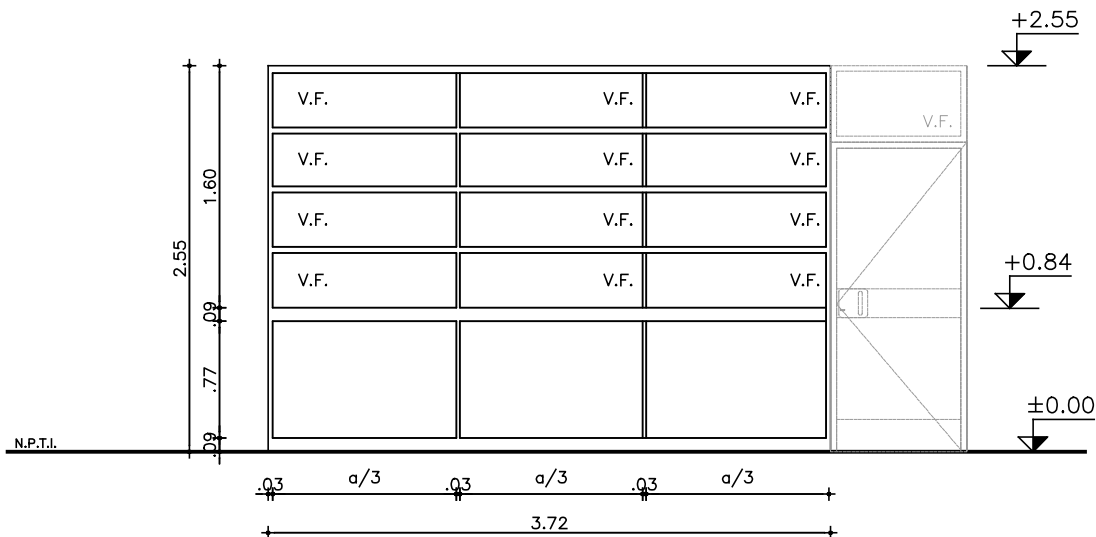 +2.55
V.F. V.F. V.F.
V.F.
V.F. V.F. V.F.
1.60
V.F. V.F. V.F.
2.55
+0.84
V.F. V.F. V.F.
.09
.77
±0.00
.09
N.P.T.I.
.03 a/3 .03 a/3 .03 a/3
3.72